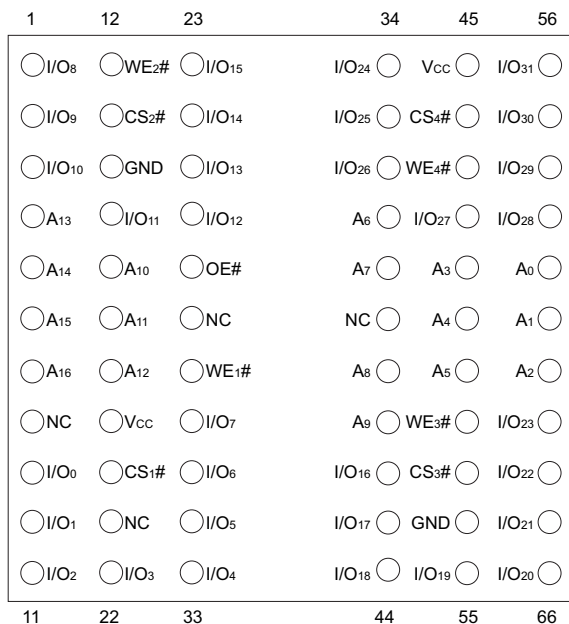 1 12 23 34 45 56
I/O8 WE2# I/O15 I/O24 VCC I/O31
I/O9 CS2# I/O14 I/O25 CS4# I/O30
I/O10 GND I/O13 I/O26 WE4# I/O29
A13 I/O11 I/O12 A6 I/O27 I/O28
A14 A10 OE# A7 A3 A0
A15 A11 NC NC A4 A1
A16 A12 WE1# A8 A5 A2
NC VCC I/O7 A9 WE3# I/O23
I/O0 CS1# I/O6 I/O16 CS3# I/O22
I/O1 NC I/O5 I/O17 GND I/O21
I/O2 I/O3 I/O4 I/O18 I/O19 I/O20
11 22 33 44 55 66